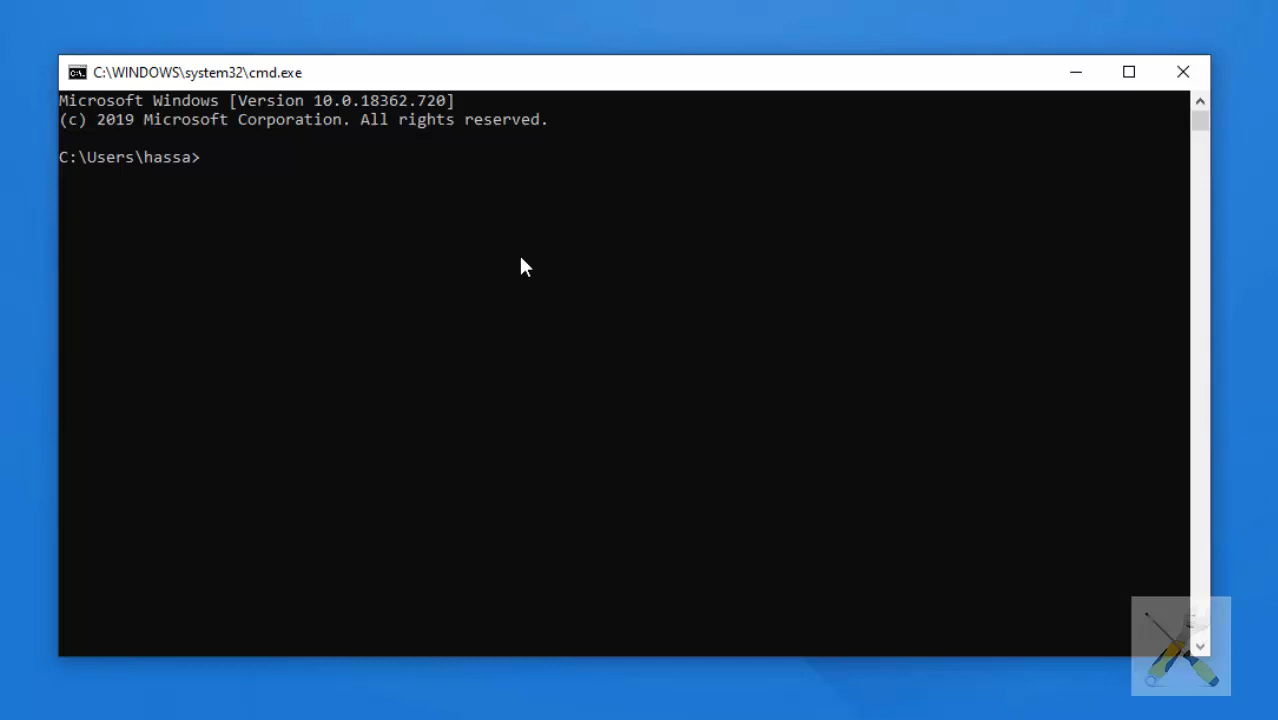 C:\WINDOWS\system32\cmd.exe
Microsoft Windows [Version 10.0.18362.720]
(c) 2019 Microsoft Corporation. All rights reserved.
C:\Users\hassa>